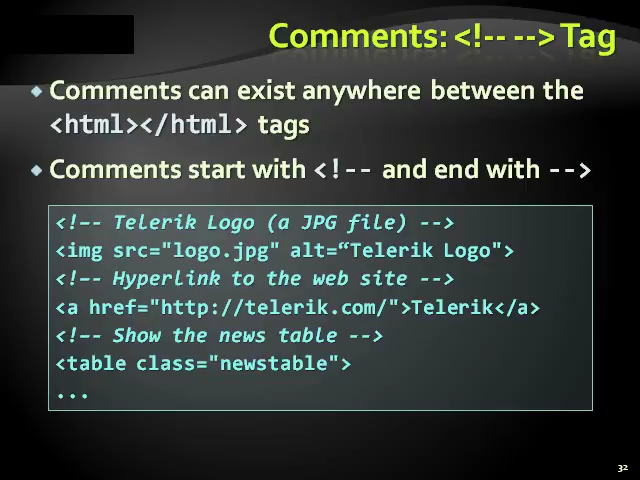 Comments: <!-- --> Tag
Comments can exist anywhere between the
<html></html> tags
Comments start with <!-- and end with -->
<!–- Telerik Logo (a JPG file) -->
<img src="logo.jpg" alt=“Telerik Logo">
<!–- Hyperlink to the web site -->
<a href="http://telerik.com/">Telerik</a>
<!–- Show the news table -->
<table class="newstable">
...
32